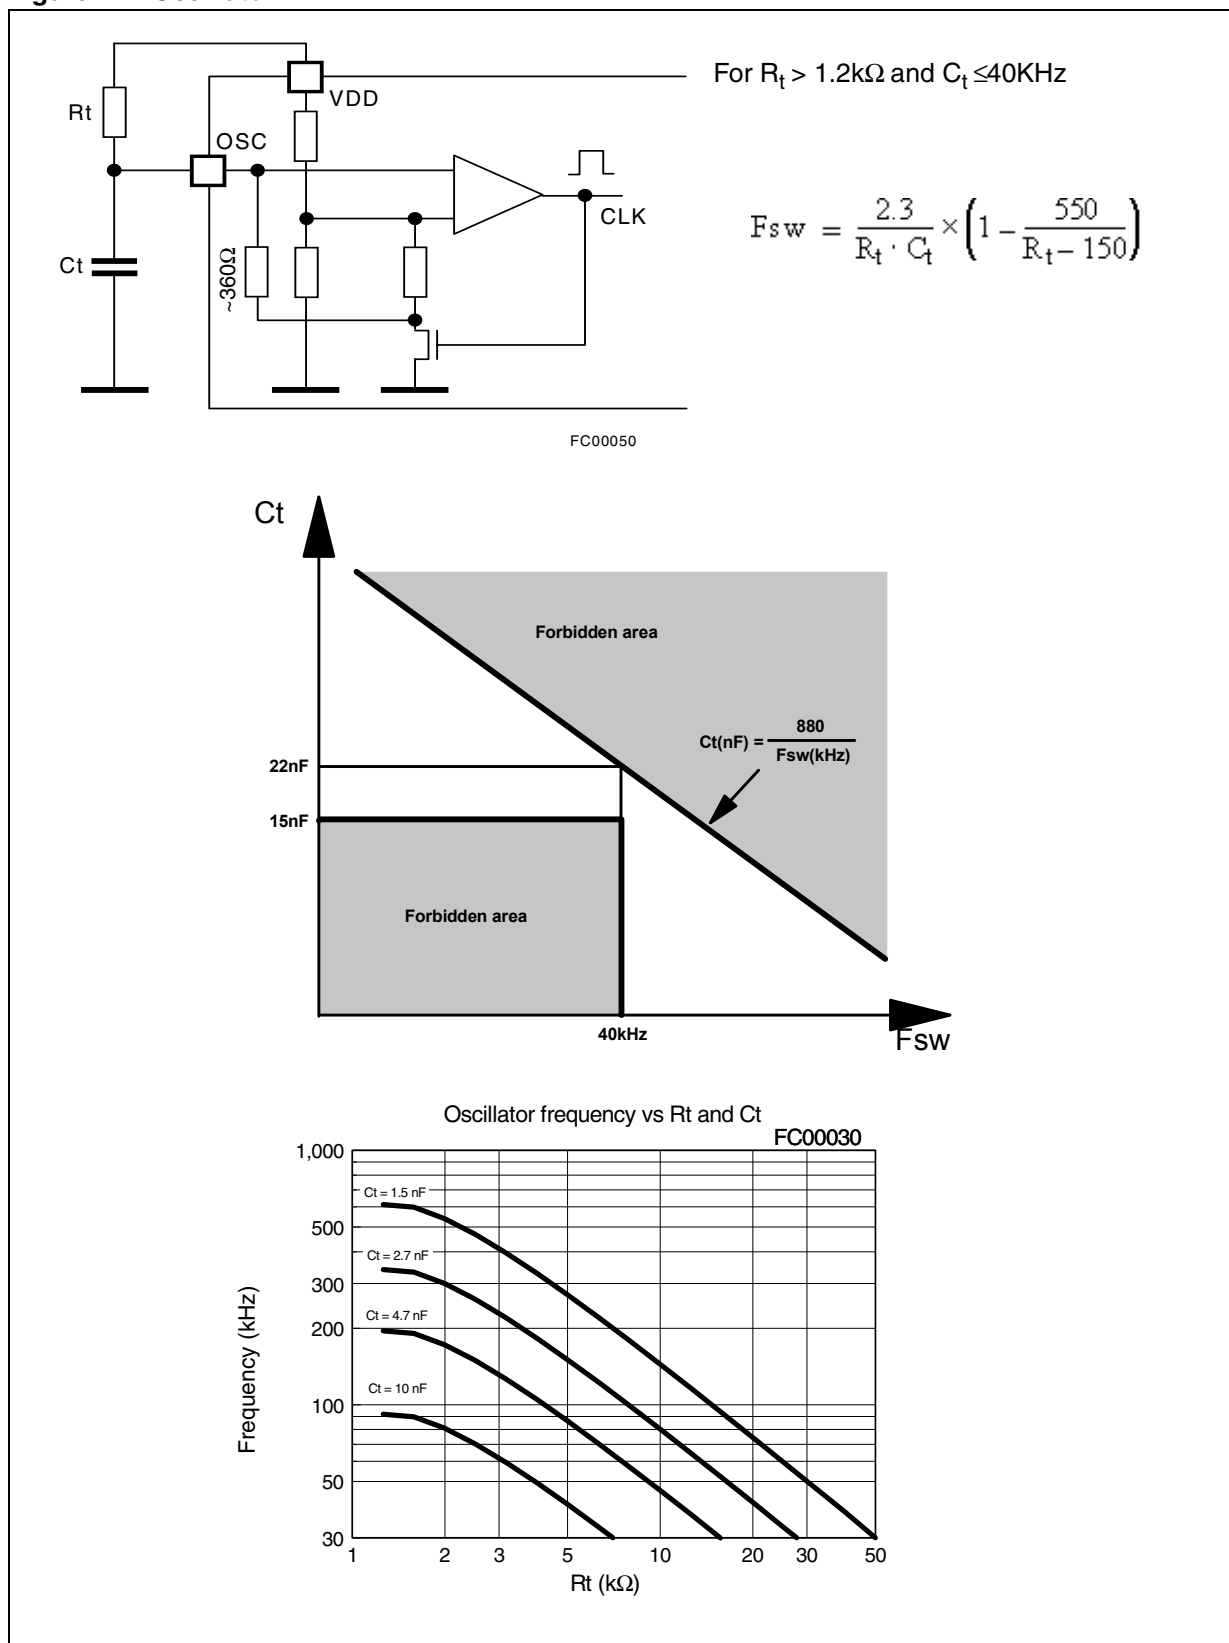 For Rt > 1.2kΩ and Ct ≤40KHz
VDD
Rt
OSC
CLK
Fsw = 2.3 / Rt · Ct × (1 − 550 / Rt − 150)
Ct
~360Ω
FC00050
Ct
Forbidden area
Ct(nF) = 880 / Fsw(kHz)
22nF
15nF
Forbidden area
40kHz
Fsw
Oscillator frequency vs Rt and Ct
FC00030
1,000
Ct = 1.5 nF
500
Ct = 2.7 nF
300
Ct = 4.7 nF
200
Ct = 10 nF
100
50
30
Frequency (kHz)
1 2 3 5 10 20 30 50
Rt (kΩ)